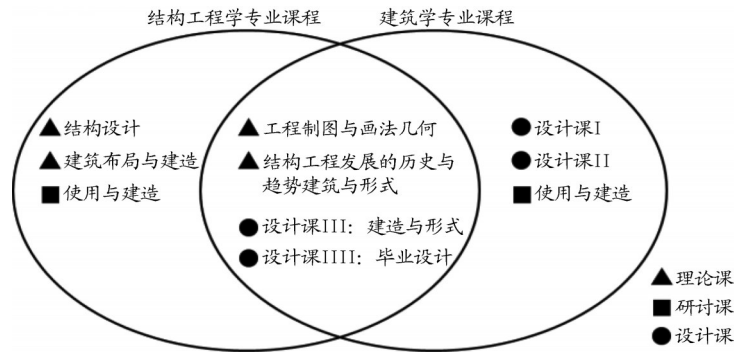 结构工程学专业课程
建筑学专业课程
▲结构设计
▲建筑布局与建造
■使用与建造
▲工程制图与画法几何
▲结构工程发展的历史与
趋势建筑与形式
●设计课III：建造与形式
●设计课IIII：毕业设计
●设计课I
●设计课II
■使用与建造
▲理论课
■研讨课
●设计课